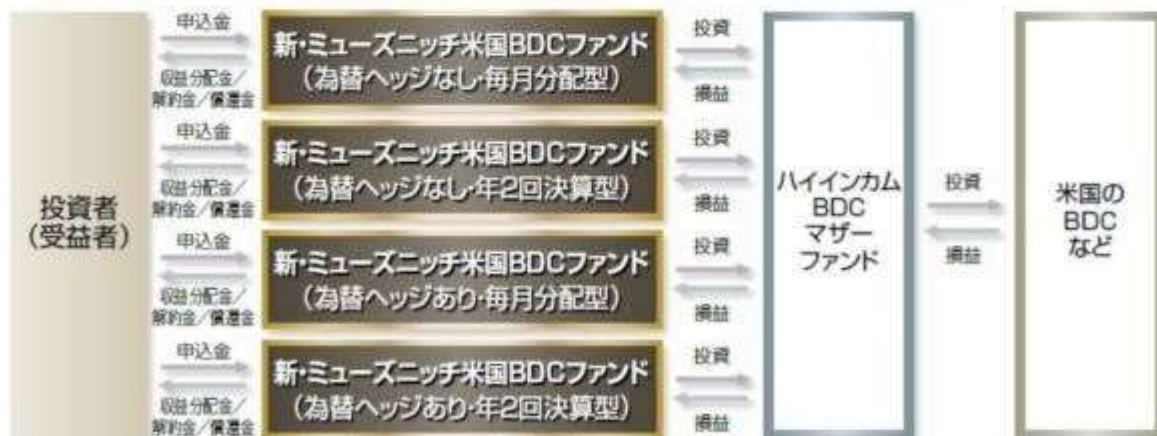 投資者
(受益者)
申込金
収益分配金/
解約金/償還金
新・ミューズニッチ米国BDCファンド
(為替ヘッジなし・毎月分配型)
投資
損益
申込金
収益分配金/
解約金/償還金
新・ミューズニッチ米国BDCファンド
(為替ヘッジなし・年2回決算型)
投資
損益
申込金
収益分配金/
解約金/償還金
新・ミューズニッチ米国BDCファンド
(為替ヘッジあり・毎月分配型)
投資
損益
申込金
収益分配金/
解約金/償還金
新・ミューズニッチ米国BDCファンド
(為替ヘッジあり・年2回決算型)
投資
損益
ハイインカム
BDC
マザー
ファンド
投資
損益
米国の
BDC
など